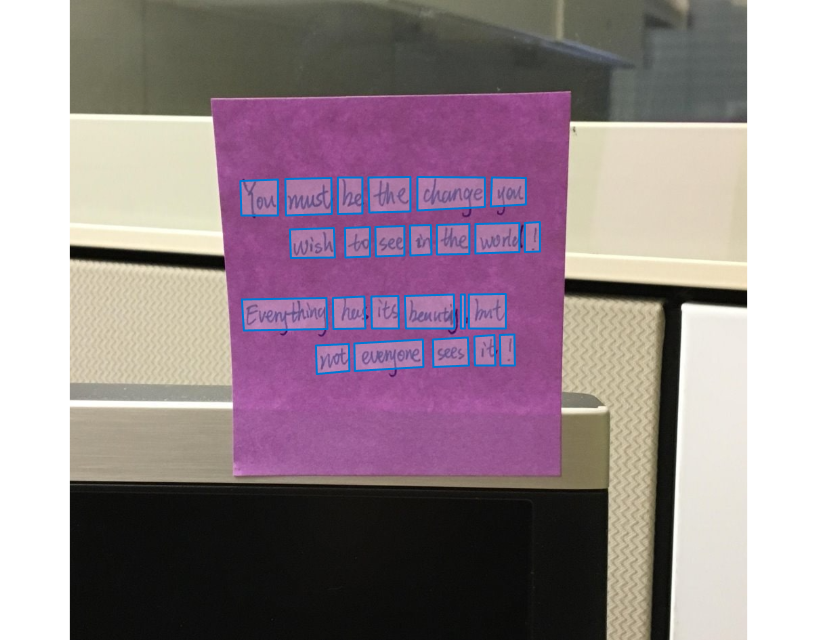 You must be the change you
wish to see in the world!
Everything has its beauty, but
not everyone sees it!